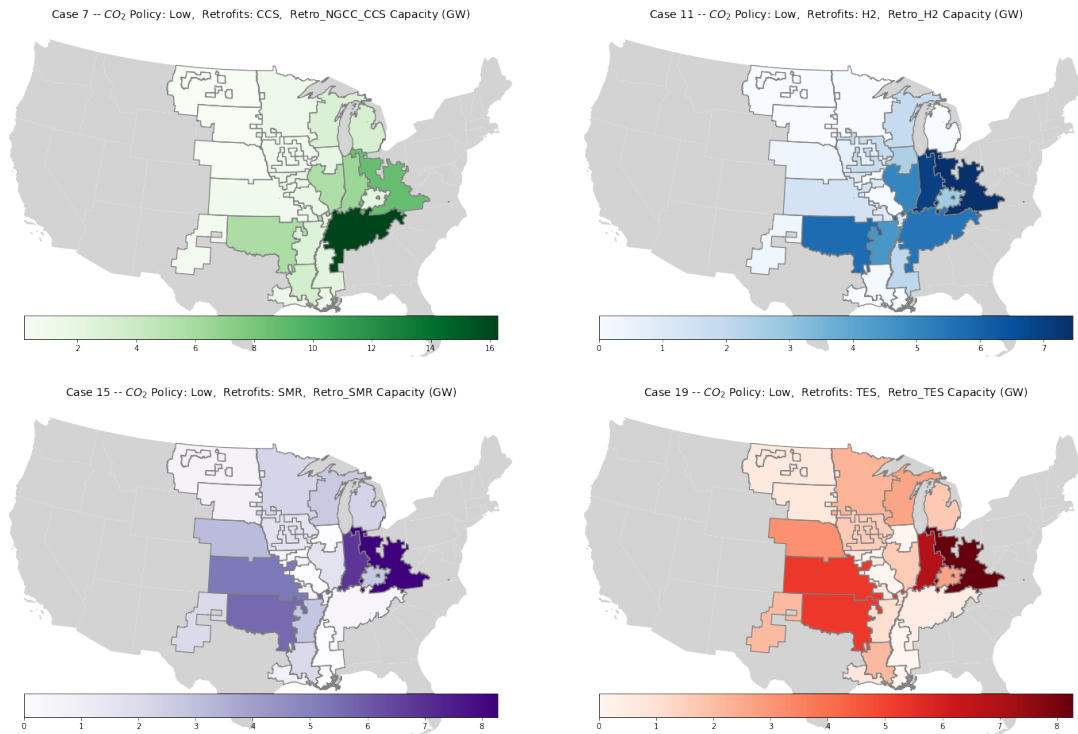 Case 7 -- CO₂ Policy: Low, Retrofits: CCS, Retro_NGCC_CCS Capacity (GW)
Case 11 -- CO₂ Policy: Low, Retrofits: H2, Retro_H2 Capacity (GW)
2 4 6 8 10 12 14 16
0 1 2 3 4 5 6 7
Case 15 -- CO₂ Policy: Low, Retrofits: SMR, Retro_SMR Capacity (GW)
Case 19 -- CO₂ Policy: Low, Retrofits: TES, Retro_TES Capacity (GW)
0 1 2 3 4 5 6 7 8
0 1 2 3 4 5 6 7 8